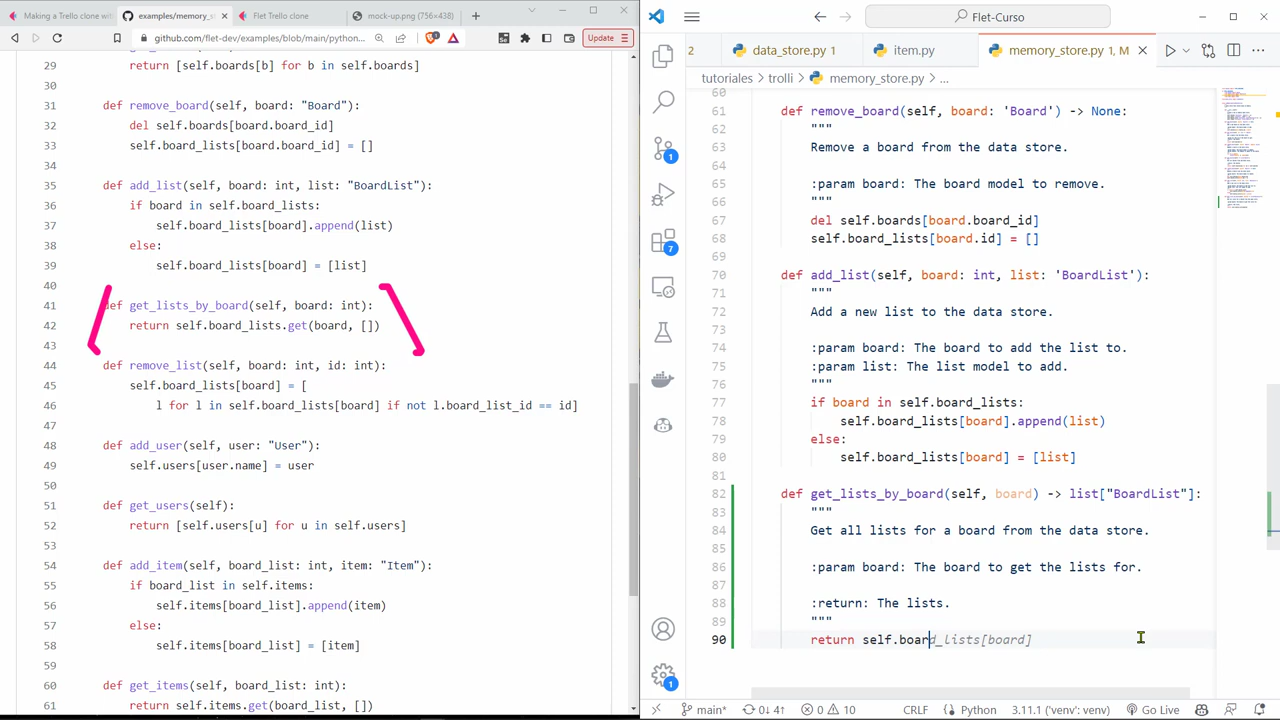 Making a Trello clone with
examples/memory_s
Trello clone
mock-up.png (756×438)
github.com/flet-dev/examples/blob/main/python...
Update
return [self.boards[b] for b in self.boards]
30
31 def remove_board(self, board: "Board"):
32 del self.boards[board.board_id]
33 self.board_lists[board.board_id] = []
34
35 def add_list(self, board: int, list: "BoardList"):
36 if board in self.board_lists:
37 self.board_lists[board].append(list)
38 else:
39 self.board_lists[board] = [list]
40
41 def get_lists_by_board(self, board: int):
42 return self.board_lists.get(board, [])
43
44 def remove_list(self, board: int, id: int):
45 self.board_lists[board] = [
46 l for l in self.board_lists[board] if not l.board_list_id == id]
47
48 def add_user(self, user: "User"):
49 self.users[user.name] = user
50
51 def get_users(self):
52 return [self.users[u] for u in self.users]
53
54 def add_item(self, board_list: int, item: "Item"):
55 if board_list in self.items:
56 self.items[board_list].append(item)
57 else:
58 self.items[board_list] = [item]
59
60 def get_items(self, board_list: int):
61 return self.items.get(board_list, [])
Flet-Curso
2
data_store.py 1
item.py
memory_store.py 1, M
tutoriales > trolli > memory_store.py > ...
60
61 def remove_board(self, board: 'Board') -> None:
62 """
63 Remove a board from the data store.
64
65 :param board: The board model to remove.
66 """
67 del self.boards[board.board_id]
68 self.board_lists[board.id] = []
69
70 def add_list(self, board: int, list: 'BoardList'):
71 """
72 Add a new liit to the data store.
73
74 :param board: The board to add the list to.
75 :param list: The list model to add.
76 """
77 if board in self.board_lists:
78 self.board_lists[board].append(list)
79 else:
80 self.board_lists[board] = [list]
81
82 def get_lists_by_board(self, board) -> list["BoardList"]:
83 """
84 Get all lists for a board from the data store.
85
86 :param board: The board to get the lists for.
87
88 :return: The lists.
89 """
90 return self.board_Lists[board]
1
7
1
main*
0↓ 4↑
0
10
Python
3.11.1 ('venv': venv)
Go Live